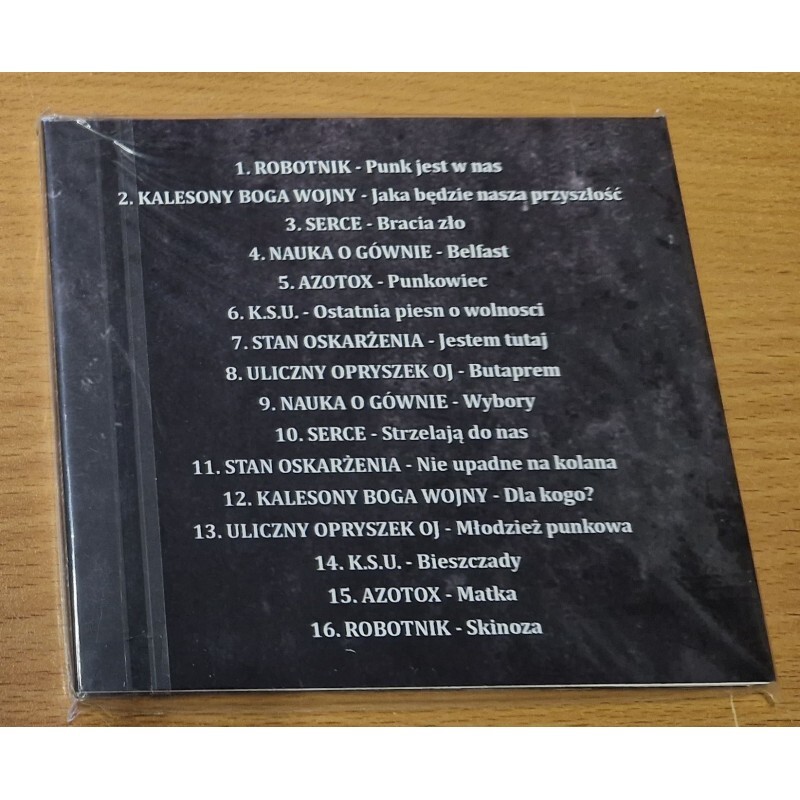 1. ROBOTNIK - Punk jest w nas
2. KALESONY BOGA WOJNY - Jaka będzie nasza przyszłość
3. SERCE - Bracia zło
4. NAUKA O GÓWNIE - Belfast
5. AZOTOX - Punkowiec
6. K.S.U. - Ostatnia piesn o wolnosci
7. STAN OSKARŻENIA - Jestem tutaj
8. ULICZNY OPRYSZEK OJ - Butaprem
9. NAUKA O GÓWNIE - Wybory
10. SERCE - Strzelają do nas
11. STAN OSKARŻENIA - Nie upadne na kolana
12. KALESONY BOGA WOJNY - Dla kogo?
13. ULICZNY OPRYSZEK OJ - Młodzież punkowa
14. K.S.U. - Bieszczady
15. AZOTOX - Matka
16. ROBOTNIK - Skinoza